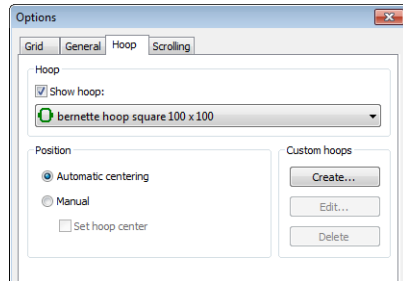 Options
Grid General Hoop Scrolling
Hoop
Show hoop:
bernette hoop square 100 x 100
Position
Custom hoops
Automatic centering
Create...
Manual
Edit...
Set hoop center
Delete